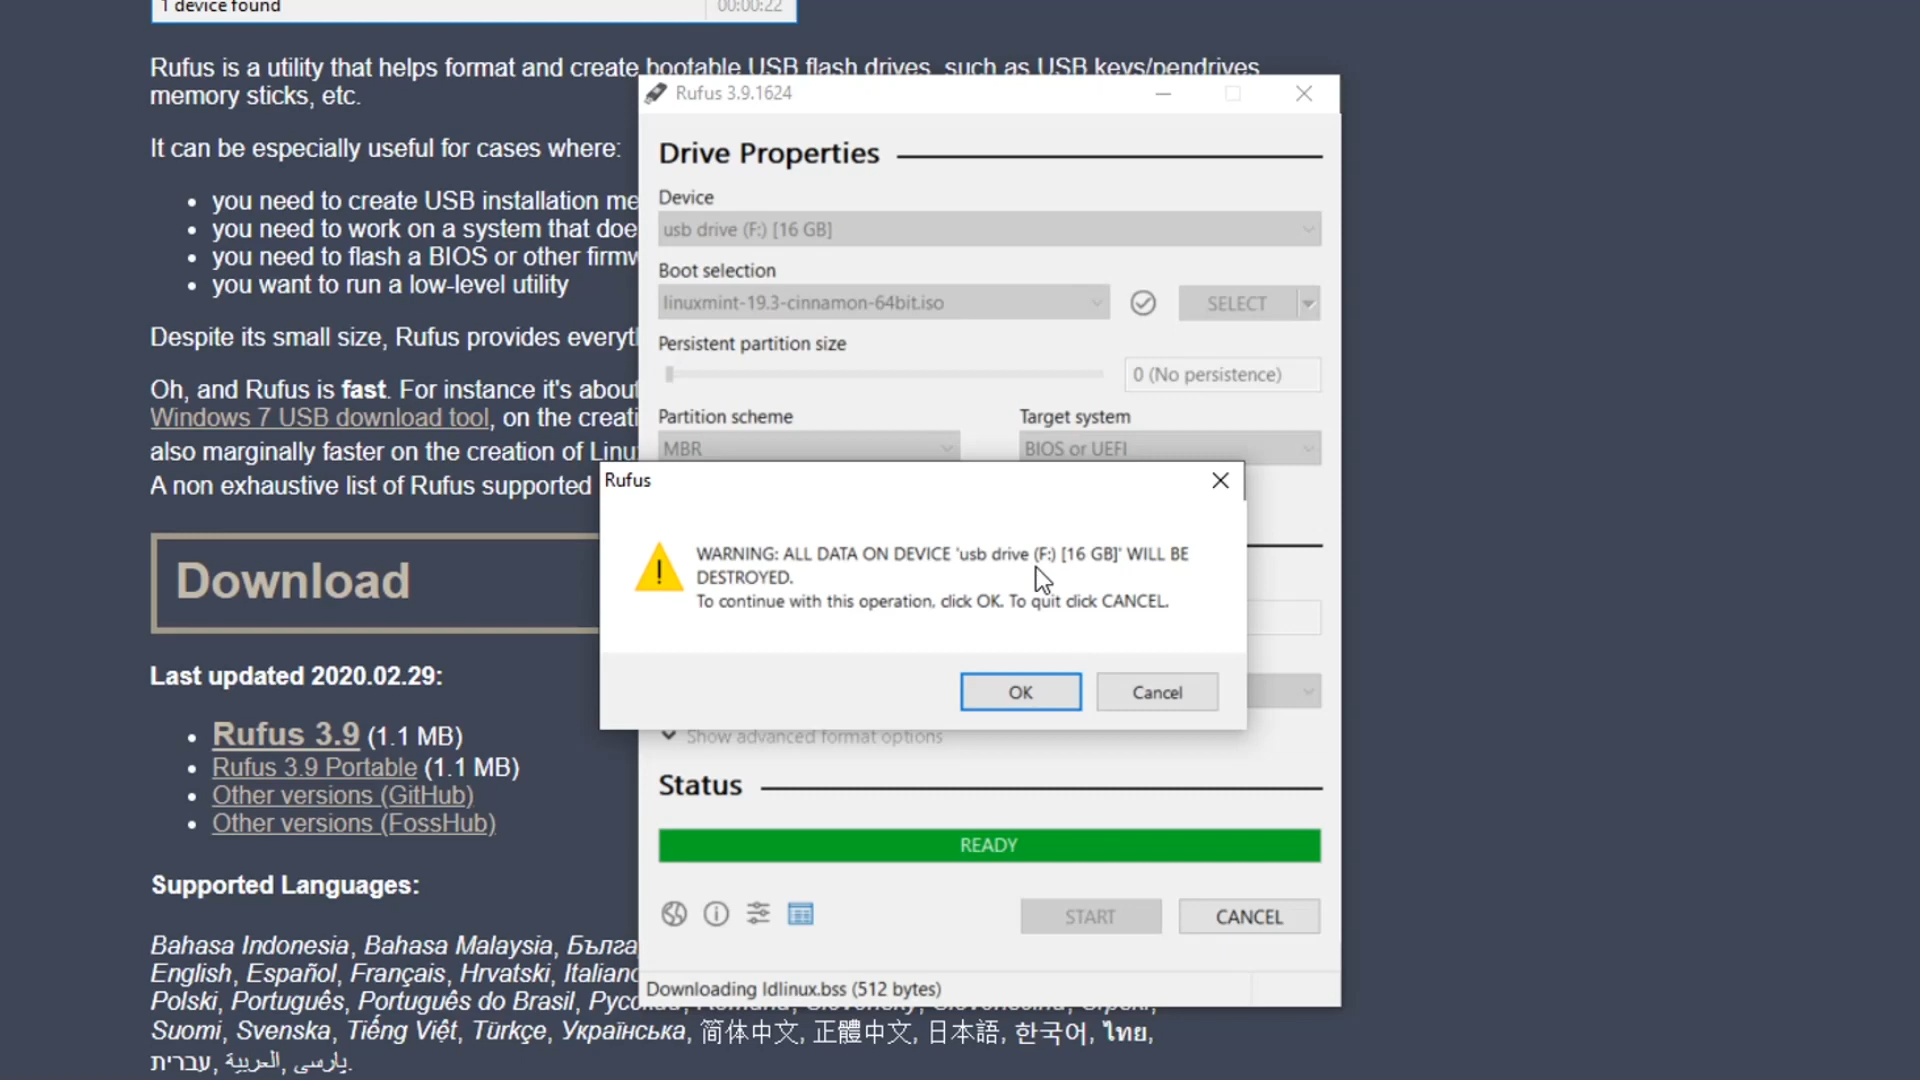 1 device found
00:00:22
Rufus is a utility that helps format and create bootable USB flash drives, such as USB keys/pendrives,
memory sticks, etc.
It can be especially useful for cases where:
you need to create USB installation me
you need to work on a system that doe
you need to flash a BIOS or other firmw
you want to run a low-level utility
Despite its small size, Rufus provides everyth
Oh, and Rufus is fast. For instance it's about
Windows 7 USB download tool, on the creati
also marginally faster on the creation of Linu
A non exhaustive list of Rufus supported
Download
Last updated 2020.02.29:
Rufus 3.9 (1.1 MB)
Rufus 3.9 Portable (1.1 MB)
Other versions (GitHub)
Other versions (FossHub)
Supported Languages:
Bahasa Indonesia, Bahasa Malaysia, Бълга
English, Español, Français, Hrvatski, Italiano
Polski, Português, Português do Brasil, Русс
Suomi, Svenska, Tiếng Việt, Türkçe, Українська, 简体中文, 正體中文, 日本語, 한국어, ไทย,
עברית, العربية, پارسی.
Rufus 3.9.1624
Drive Properties
Device
usb drive (F:) [16 GB]
Boot selection
linuxmint-19.3-cinnamon-64bit.iso
SELECT
Persistent partition size
0 (No persistence)
Partition scheme
Target system
MBR
BIOS or UEFI
Rufus
WARNING: ALL DATA ON DEVICE 'usb drive (F:) [16 GB]' WILL BE
DESTROYED.
To continue with this operation, click OK. To quit click CANCEL.
OK
Cancel
Show advanced format options
Status
READY
START
CANCEL
Downloading ldlinux.bss (512 bytes)